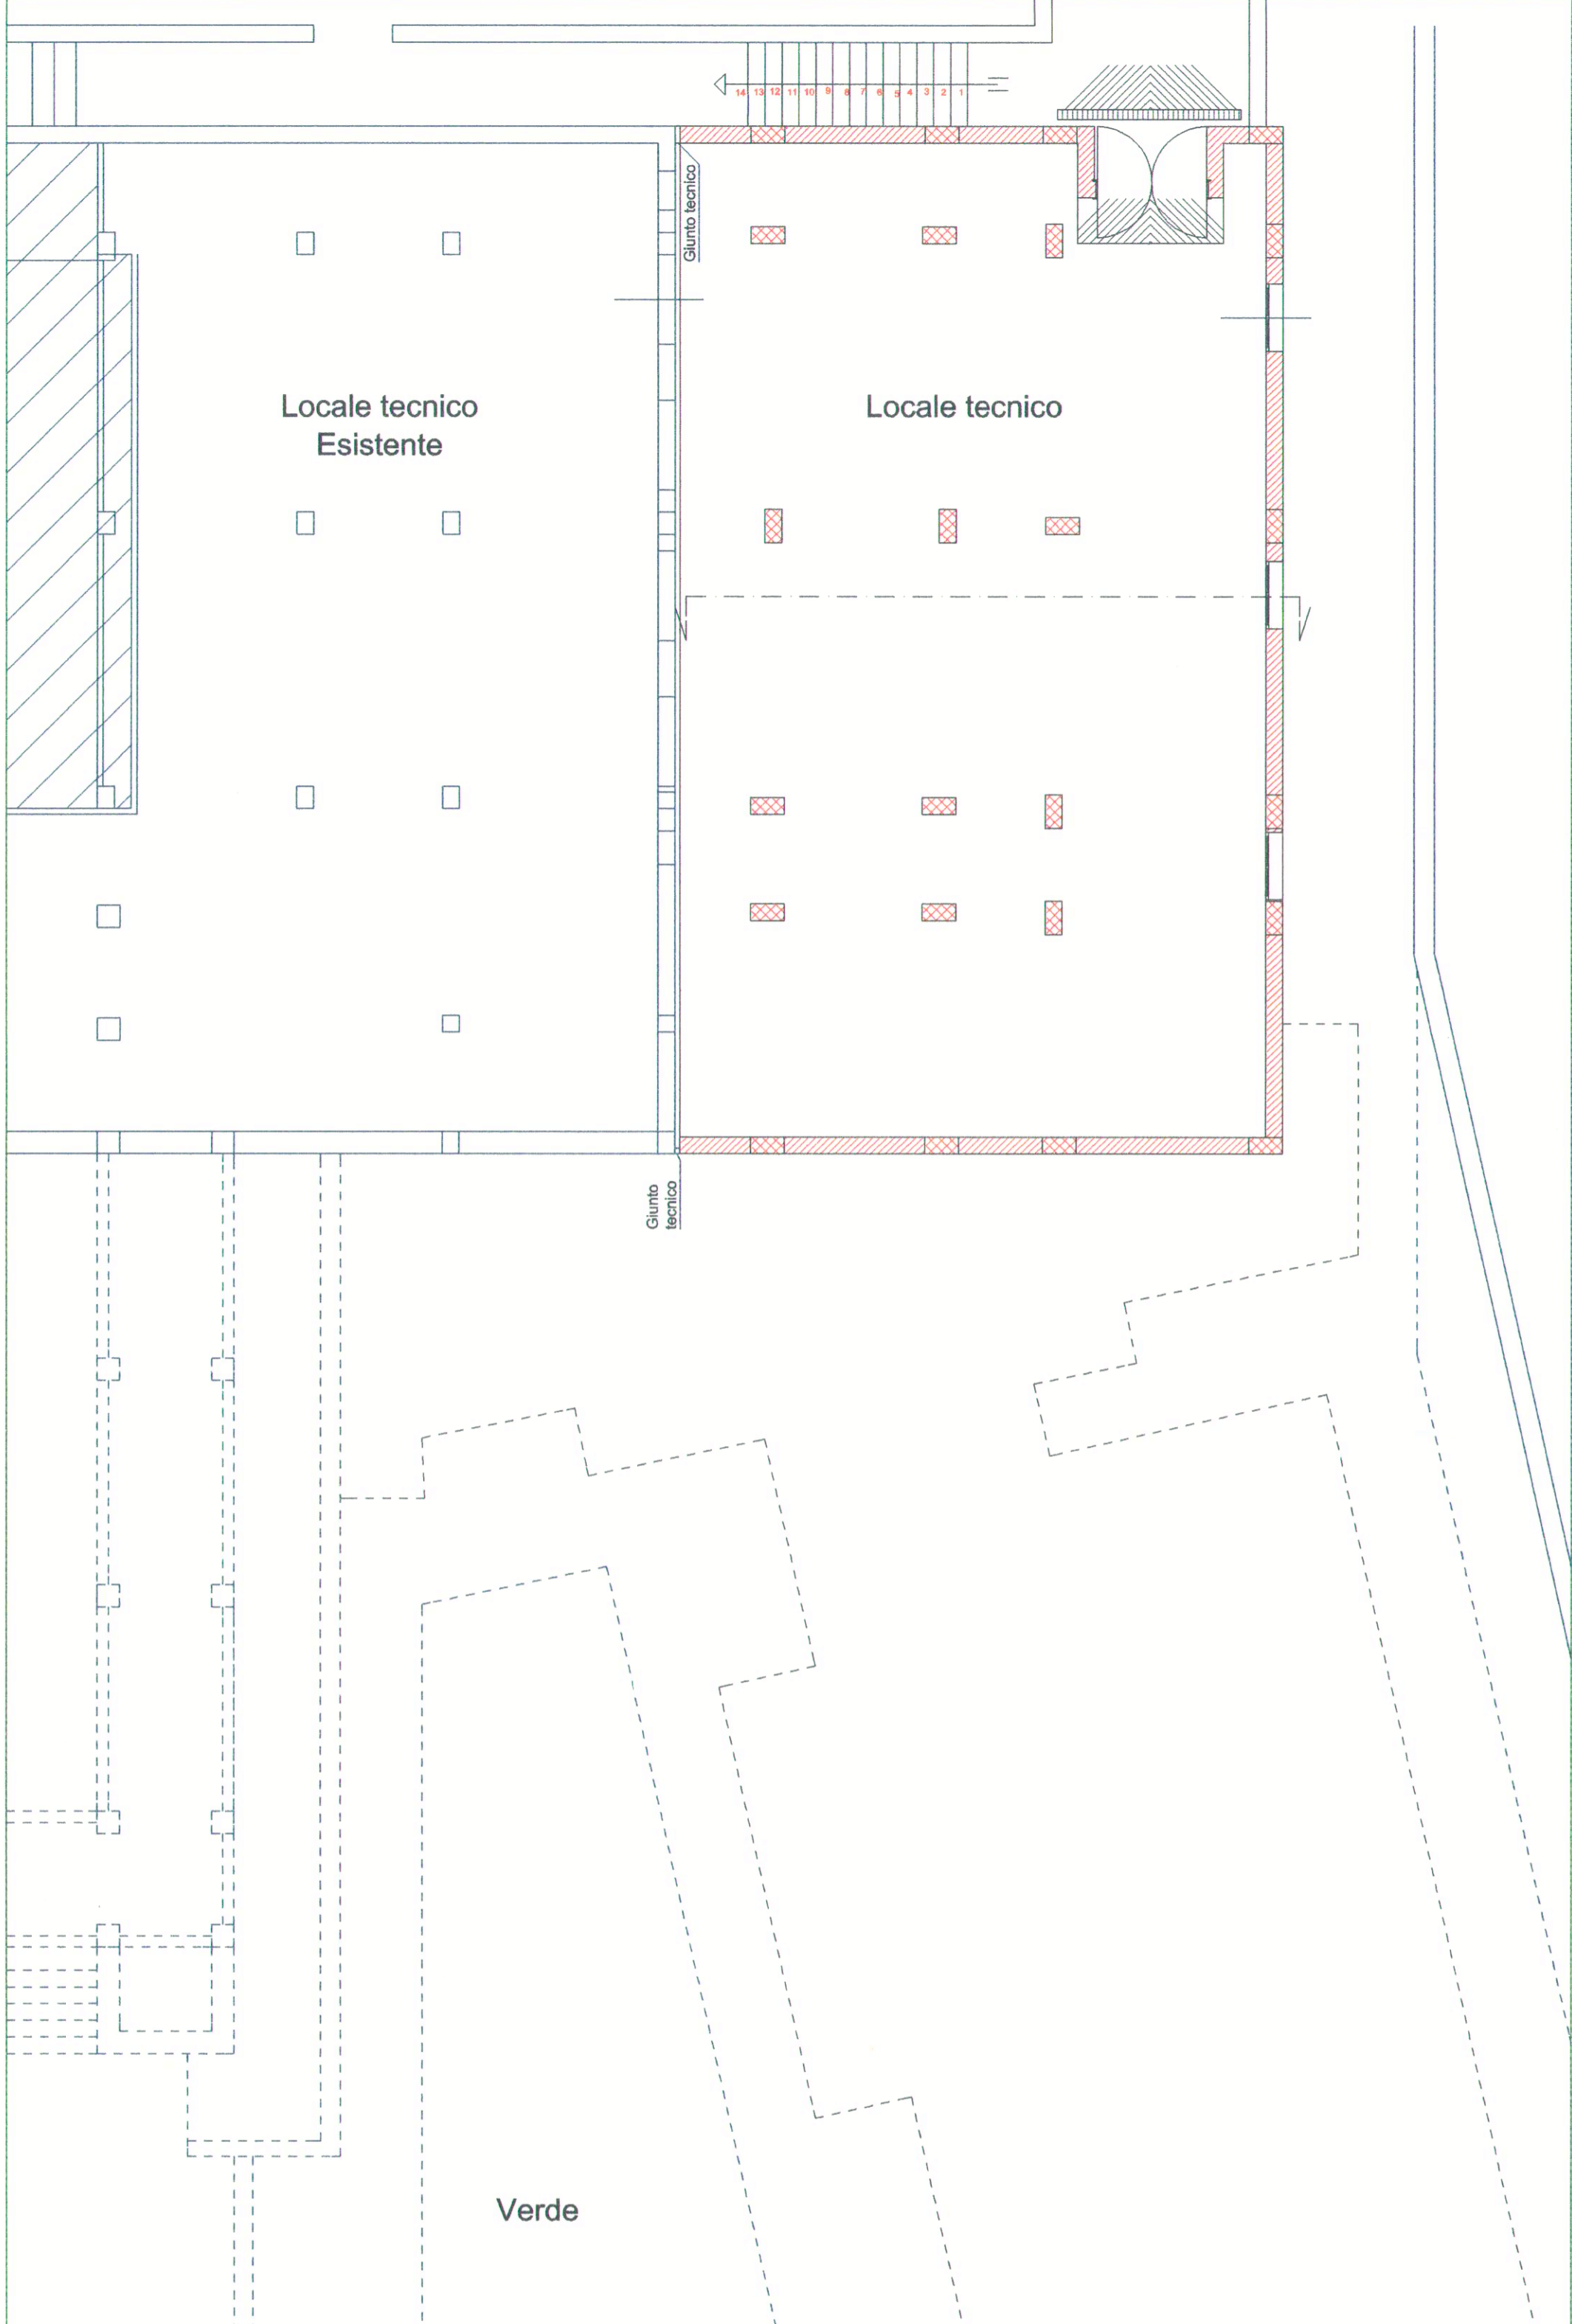 14 13 12 11 10 9 8 7 6 5 4 3 2 1
Giunto tecnico
Locale tecnico
Esistente
Locale tecnico
Giunto
tecnico
Verde